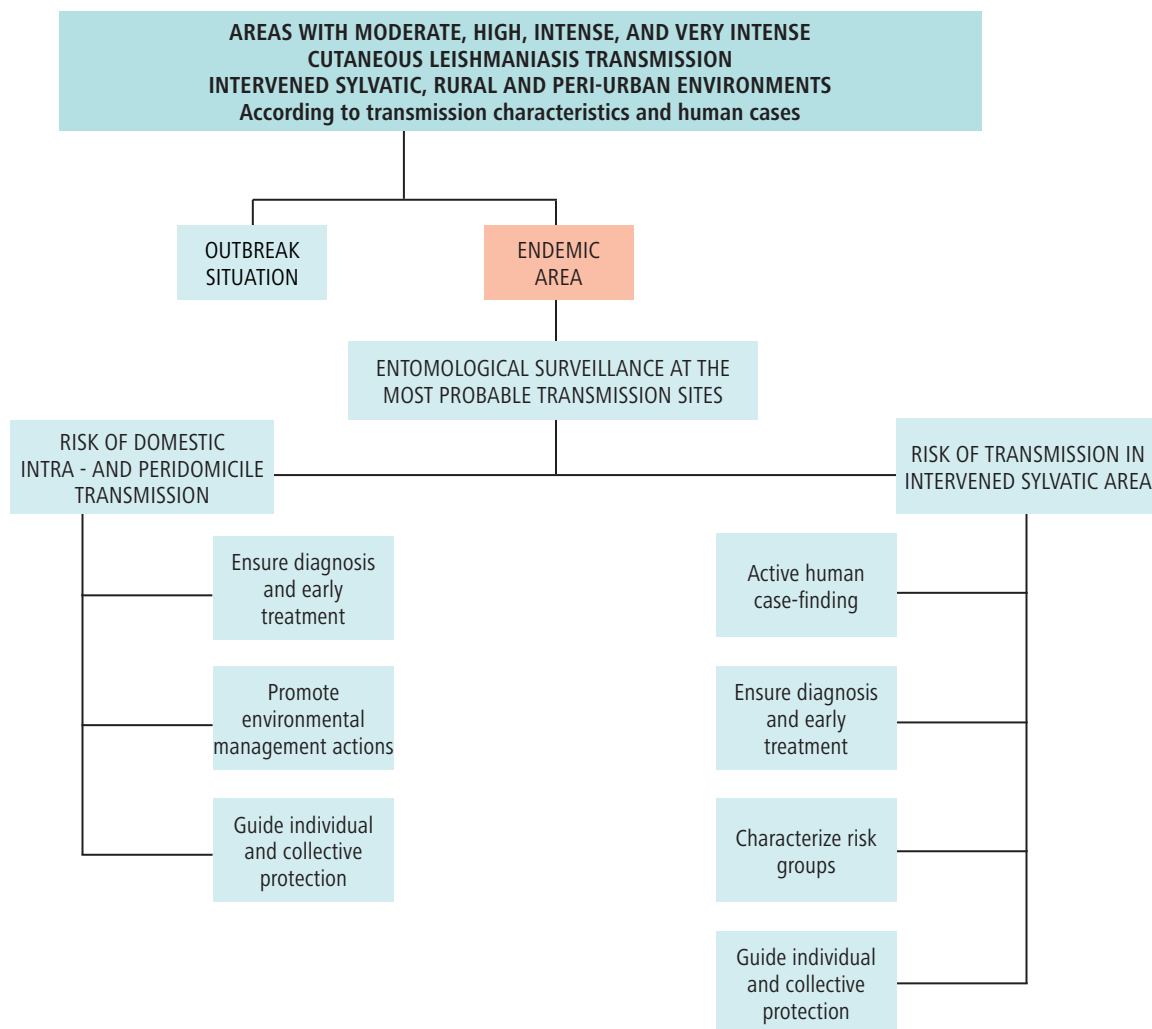 AREAS WITH MODERATE, HIGH, INTENSE, AND VERY INTENSE
CUTANEOUS LEISHMANIASIS TRANSMISSION
INTERVENED SYLVATIC, RURAL AND PERI-URBAN ENVIRONMENTS
According to transmission characteristics and human cases
OUTBREAK
SITUATION
ENDEMIC
AREA
ENTOMOLOGICAL SURVEILLANCE AT THE
MOST PROBABLE TRANSMISSION SITES
RISK OF DOMESTIC
INTRA - AND PERIDOMICILE
TRANSMISSION
Ensure diagnosis
and early
treatment
Promote
environmental
management actions
Guide individual
and collective
protection
RISK OF TRANSMISSION IN
INTERVENED SYLVATIC AREA
Active human
case-finding
Ensure diagnosis
and early
treatment
Characterize risk
groups
Guide individual
and collective
protection